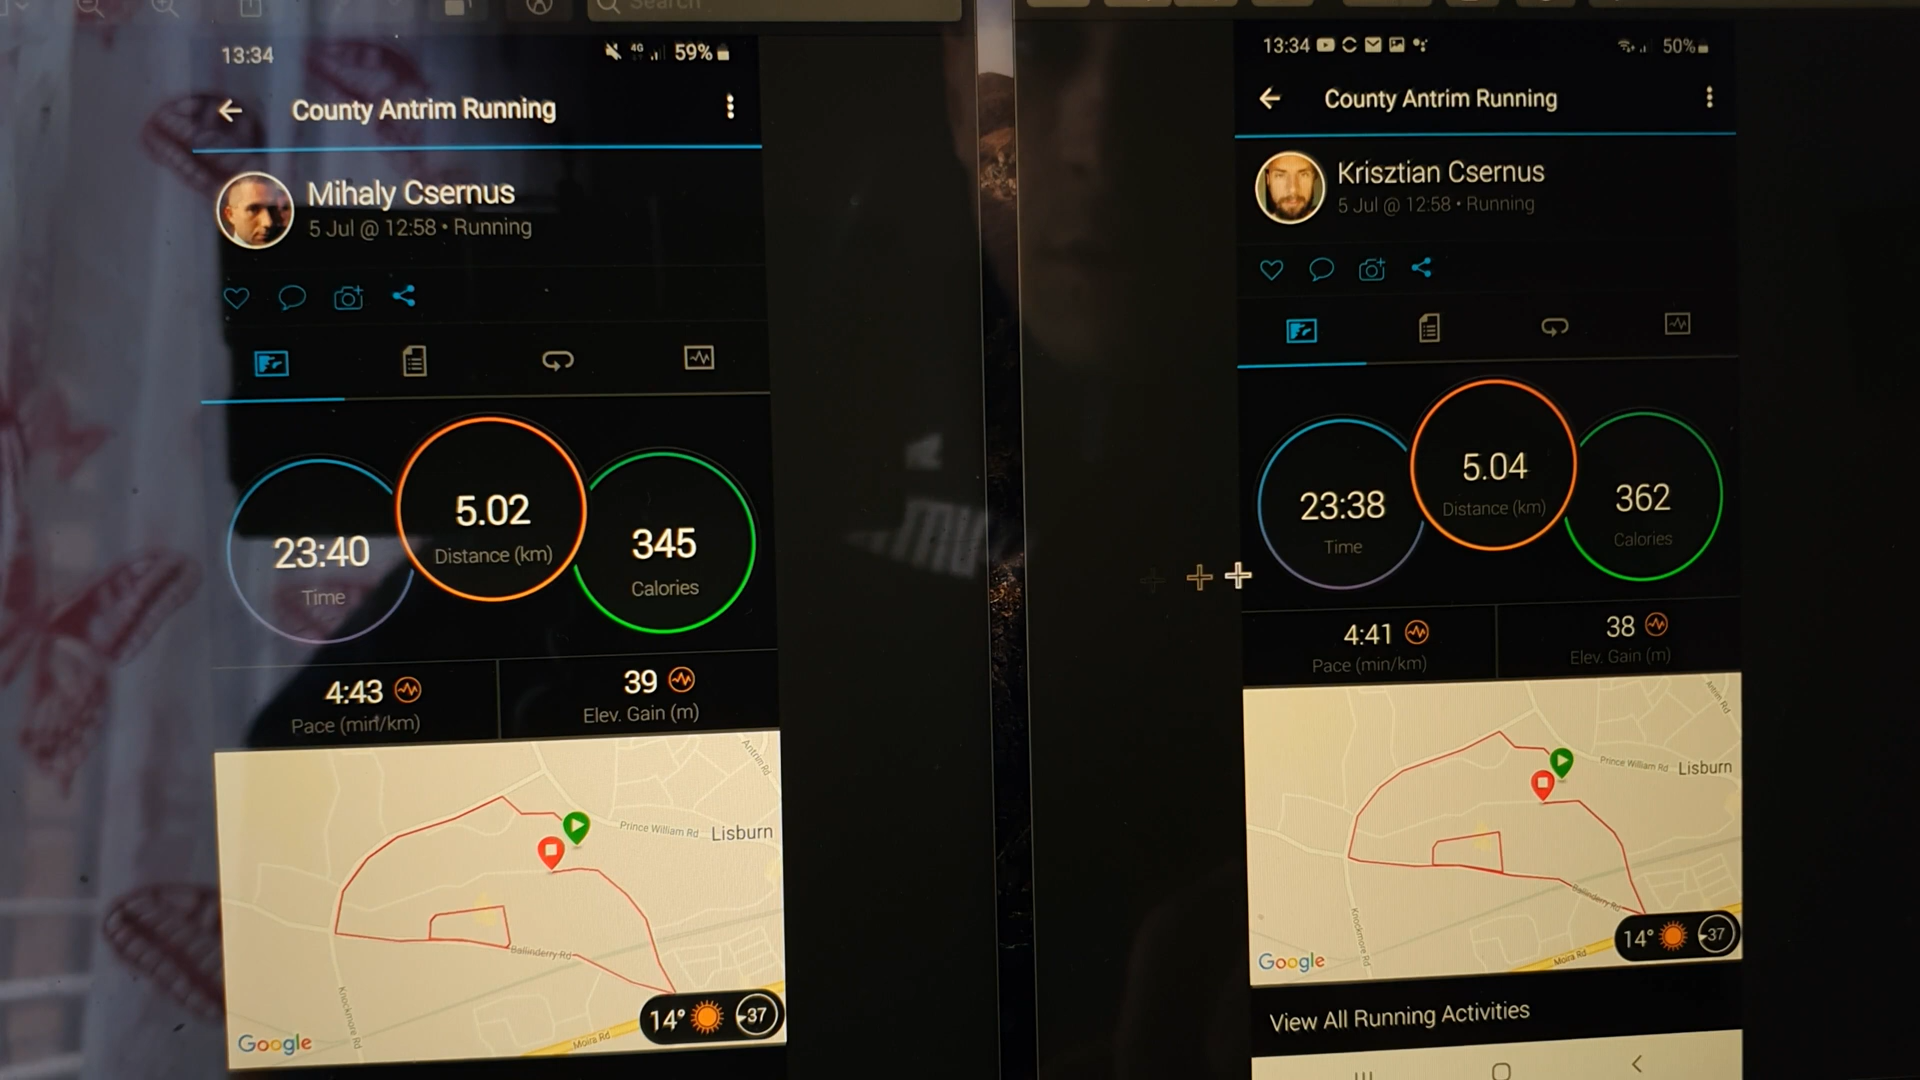 Search
13:34
4G
59%
County Antrim Running
Mihaly Csernus
5 Jul @ 12:58 • Running
5.02
Distance (km)
23:40
Time
345
Calories
4:43
Pace (min/km)
39
Elev. Gain (m)
Antrim Rd
Prince William Rd
Lisburn
Ballinderry Rd
Knockmore Rd
Moira Rd
14°
37
Google
13:34
50%
County Antrim Running
Krisztian Csernus
5 Jul @ 12:58 • Running
5.04
Distance (km)
23:38
Time
362
Calories
4:41
Pace (min/km)
38
Elev. Gain (m)
Antrim Rd
Prince William Rd
Lisburn
Ballinderry Rd
Knockmore Rd
Moira Rd
14°
37
Google
View All Running Activities